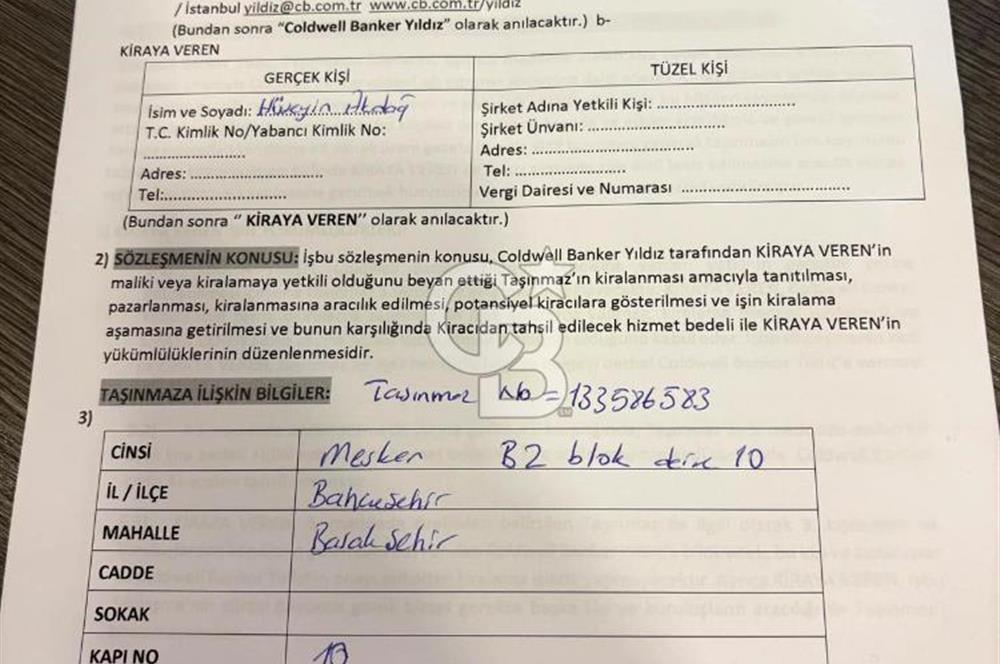 / İstanbul yildiz@cb.com.tr www.cb.com.tr/yildiz
(Bundan sonra "Coldwell Banker Yıldız" olarak anılacaktır.) b-
KİRAYA VEREN
GERÇEK KİŞİ
İsim ve Soyadı: Hüseyin Akdağ
T.C. Kimlik No/Yabancı Kimlik No:
........................
Adres: ................................
Tel:..............................
TÜZEL KİŞİ
Şirket Adına Yetkili Kişi: ................................
Şirket Ünvanı: ................................
Adres: ................................
Tel: ..........................
Vergi Dairesi ve Numarası ........................................
(Bundan sonra " KİRAYA VEREN" olarak anılacaktır.)
2) SÖZLEŞMENİN KONUSU: İşbu sözleşmenin konusu, Coldwell Banker Yıldız tarafından KİRAYA VEREN'in
maliki veya kiralamaya yetkili olduğunu beyan ettiği Taşınmaz'ın kiralanması amacıyla tanıtılması,
pazarlanması, kiralanmasına aracılık edilmesi, potansiyel kiracılara gösterilmesi ve işin kiralama
aşamasına getirilmesi ve bunun karşılığında Kiracıdan tahsil edilecek hizmet bedeli ile KİRAYA VEREN'in
yükümlülüklerinin düzenlenmesidir.
TAŞINMAZA İLİŞKİN BİLGİLER: Taşınmaz No = 133586583
3)
CİNSİ Mesken B2 blok daire 10
İL / İLÇE Bahçeşehir
MAHALLE Başakşehir
CADDE
SOKAK
KAPI NO 10
CB
SM